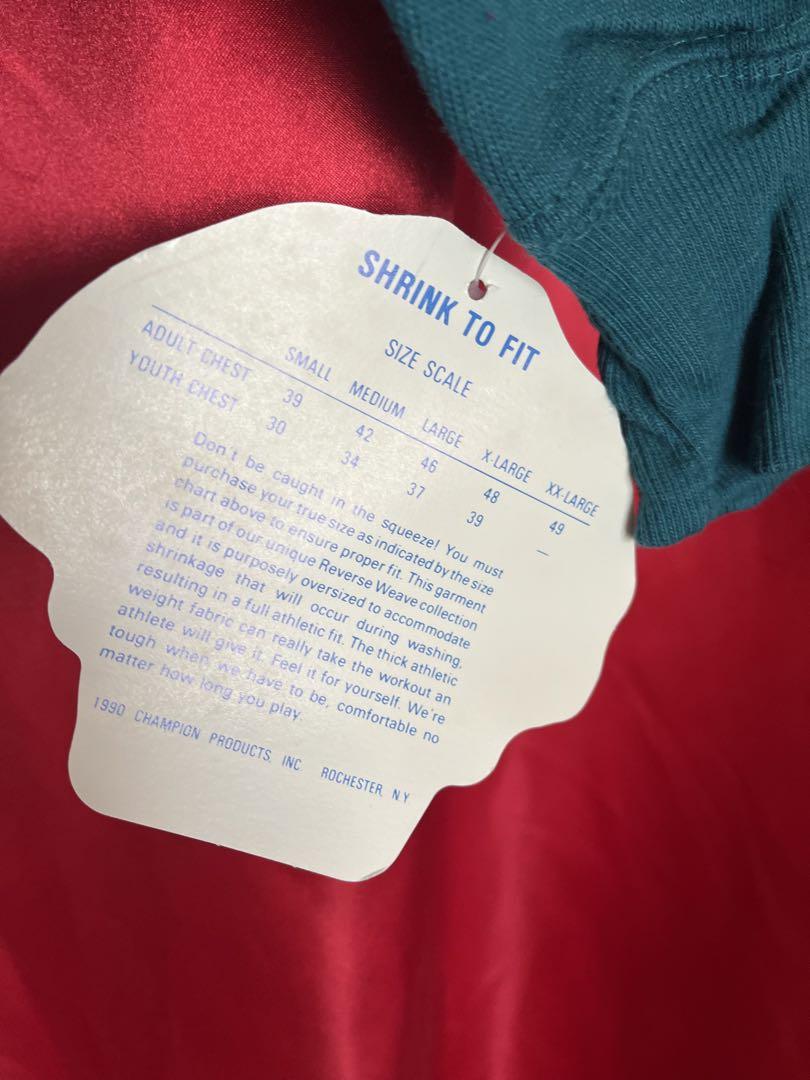 SHRINK TO FIT
SIZE SCALE
SMALL MEDIUM LARGE X-LARGE XX-LARGE
ADULT CHEST 39 42 46 48 49
YOUTH CHEST 30 34 37 39 —
Don't be caught in the squeeze! You must
purchase your true size as indicated by the size
chart above to ensure proper fit. This garment
is part of our unique Reverse Weave collection
and it is purposely oversized to accommodate
shrinkage that will occur during washing,
resulting in a full athletic fit. The thick athletic
weight fabric can really take the workout an
athlete will give it. Feel it for yourself. We're
tough when we have to be, comfortable no
matter how long you play.
1990 CHAMPION PRODUCTS, INC. ROCHESTER, N.Y.